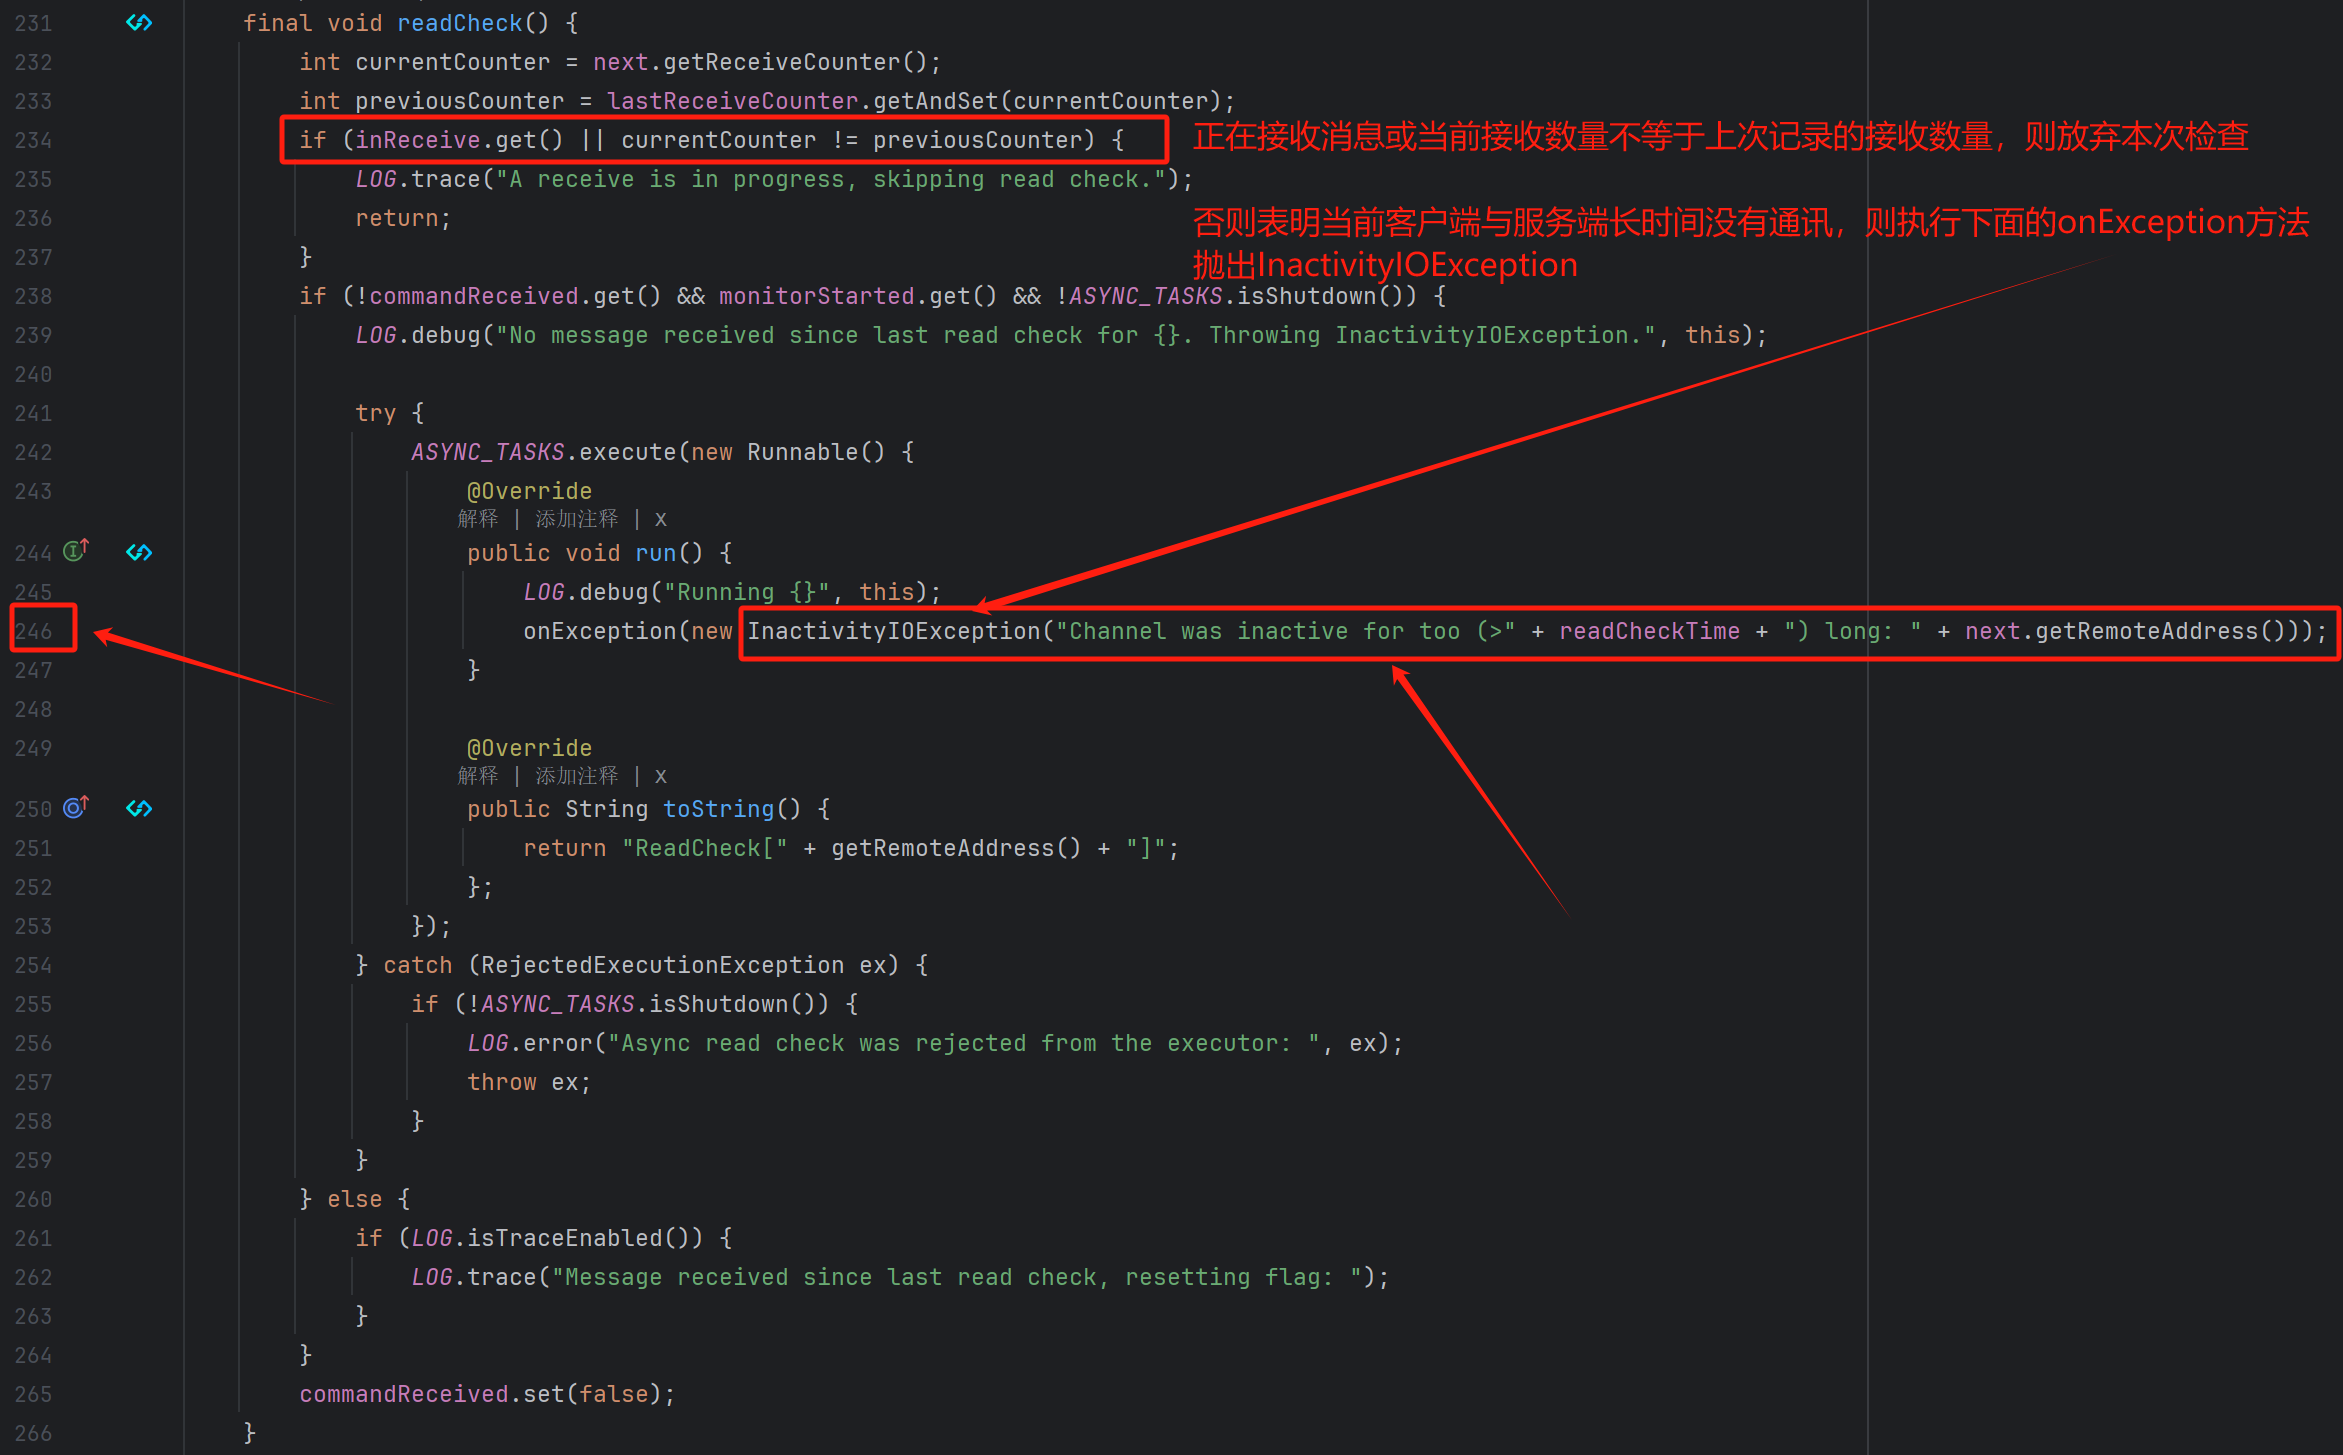 231 final void readCheck() {
232 int currentCounter = next.getReceiveCounter();
233 int previousCounter = lastReceiveCounter.getAndSet(currentCounter);
234 if (inReceive.get() || currentCounter != previousCounter) { 正在接收消息或当前接收数量不等于上次记录的接收数量，则放弃本次检查
235 LOG.trace("A receive is in progress, skipping read check.");
236 return; 否则表明当前客户端与服务端长时间没有通讯，则执行下面的onException方法
237 } 抛出InactivityIOException
238 if (!commandReceived.get() && monitorStarted.get() && !ASYNC_TASKS.isShutdown()) {
239 LOG.debug("No message received since last read check for {}. Throwing InactivityIOException.", this);
240
241 try {
242 ASYNC_TASKS.execute(new Runnable() {
243 @Override
解释 | 添加注释 | x
244 public void run() {
245 LOG.debug("Running {}", this);
246 onException(new InactivityIOException("Channel was inactive for too (>" + readCheckTime + ") long: " + next.getRemoteAddress()));
247 }
248
249 @Override
解释 | 添加注释 | x
250 public String toString() {
251 return "ReadCheck[" + getRemoteAddress() + "]";
252 };
253 });
254 } catch (RejectedExecutionException ex) {
255 if (!ASYNC_TASKS.isShutdown()) {
256 LOG.error("Async read check was rejected from the executor: ", ex);
257 throw ex;
258 }
259 }
260 } else {
261 if (LOG.isTraceEnabled()) {
262 LOG.trace("Message received since last read check, resetting flag: ");
263 }
264 }
265 commandReceived.set(false);
266 }